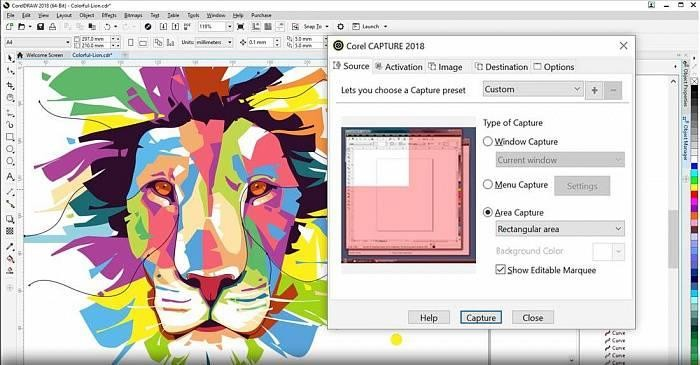 CorelDRAW 2018 (64-Bit) - Colorful-Lion.cdr*
File Edit View Layout Object Effects Bitmaps Text Table Tools Window Help
119%
Snap To
Launch
A4
297.0 mm
210.0 mm
Units: millimeters
0.1 mm
5.0 mm
5.0 mm
Welcome Screen
Colorful-Lion.cdr*
Corel CAPTURE 2018
Source
Activation
Image
Destination
Options
Lets you choose a Capture preset
Custom
Type of Capture
Window Capture
Current window
Menu Capture
Settings
Area Capture
Rectangular area
Background Color
Show Editable Marquee
Help
Capture
Close
Object Properties
Object Manager
Curve
Curve
Curve
Curve